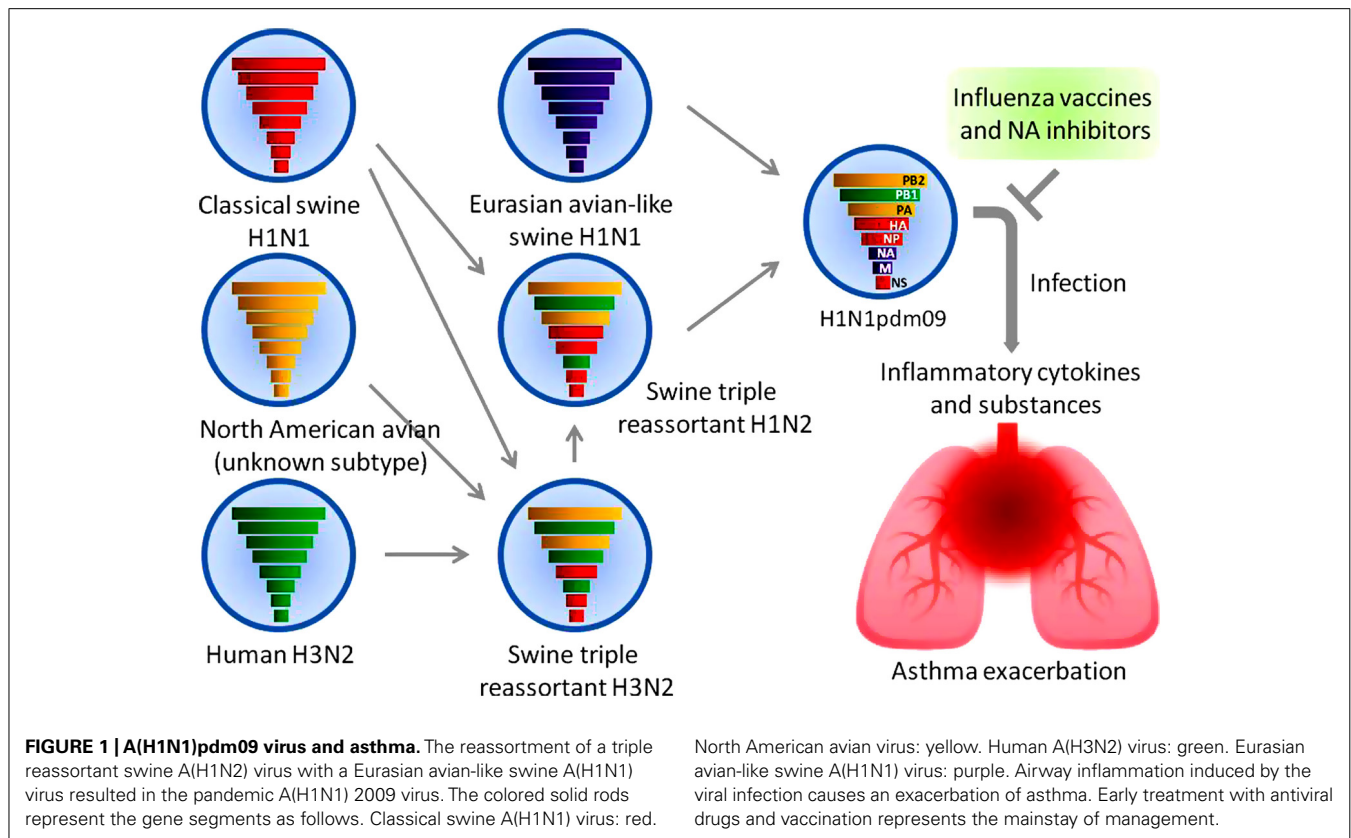 Classical swine
H1N1
Eurasian avian-like
swine H1N1
Influenza vaccines
and NA inhibitors
PB2
PB1
PA
HA
NP
NA
M
NS
H1N1pdm09
Infection
North American avian
(unknown subtype)
Swine triple
reassortant H1N2
Inflammatory cytokines
and substances
Human H3N2
Swine triple
reassortant H3N2
Asthma exacerbation
FIGURE 1 | A(H1N1)pdm09 virus and asthma. The reassortment of a triple
reassortant swine A(H1N2) virus with a Eurasian avian-like swine A(H1N1)
virus resulted in the pandemic A(H1N1) 2009 virus. The colored solid rods
represent the gene segments as follows. Classical swine A(H1N1) virus: red.
North American avian virus: yellow. Human A(H3N2) virus: green. Eurasian
avian-like swine A(H1N1) virus: purple. Airway inflammation induced by the
viral infection causes an exacerbation of asthma. Early treatment with antiviral
drugs and vaccination represents the mainstay of management.